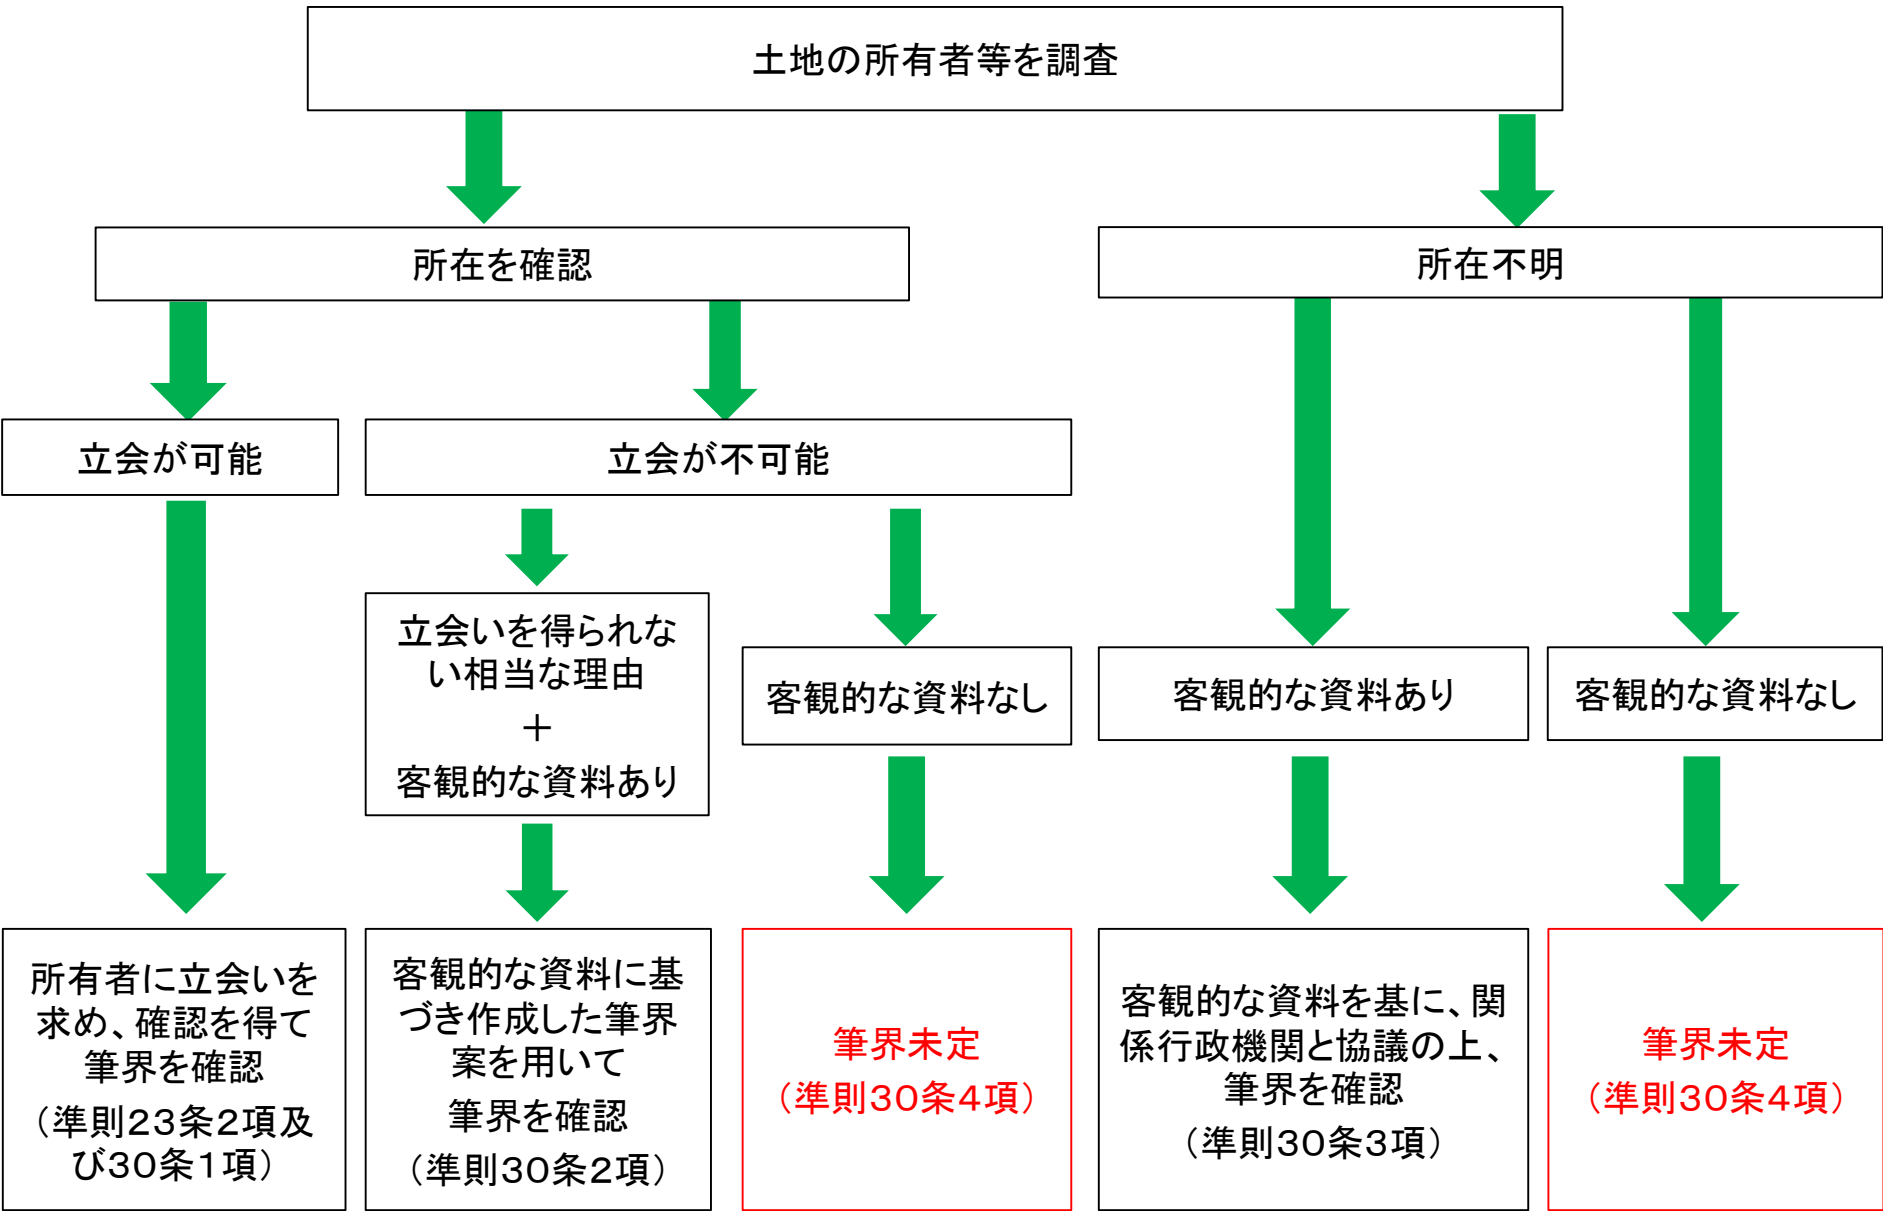 土地の所有者等を調査
所在を確認
所在不明
立会が可能
立会が不可能
立会いを得られな
い相当な理由
＋
客観的な資料あり
客観的な資料なし
客観的な資料あり
客観的な資料なし
所有者に立会いを
求め、確認を得て
筆界を確認
（準則23条2項及
び30条1項）
客観的な資料に基
づき作成した筆界
案を用いて
筆界を確認
（準則30条2項）
筆界未定
（準則30条4項）
客観的な資料を基に、関
係行政機関と協議の上、
筆界を確認
（準則30条3項）
筆界未定
（準則30条4項）